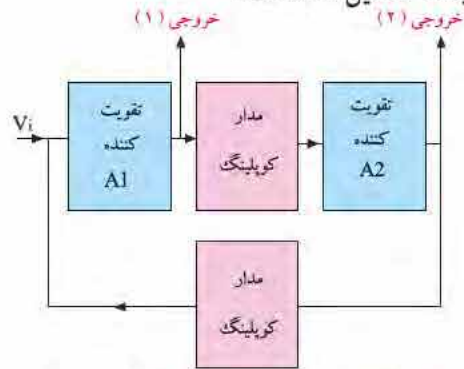 خروجی (۱)
خروجی (۲)
Vi
تقویت
کننده
A1
مدار
کوپلینگ
تقویت
کننده
A2
مدار
کوپلینگ